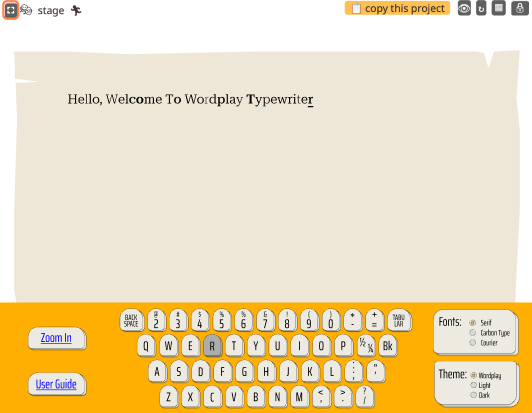 stage
copy this project
Hello, Welcome To Wordplay Typewriter
BACK SPACE @ 2 # 3 $ 4 % 5 % 6 G 7 ! 8 ( 9 ) 0 * - + = TABU LAR
Q W E R T Y U I O P ½ ¼ Bk
A S D F G H J K L : ; " '
Z X C V B N M < , > . ? /
Zoom In
User Guide
Fonts:
Serif
Carbon Type
Courier
Theme:
Wordplay
Light
Dark